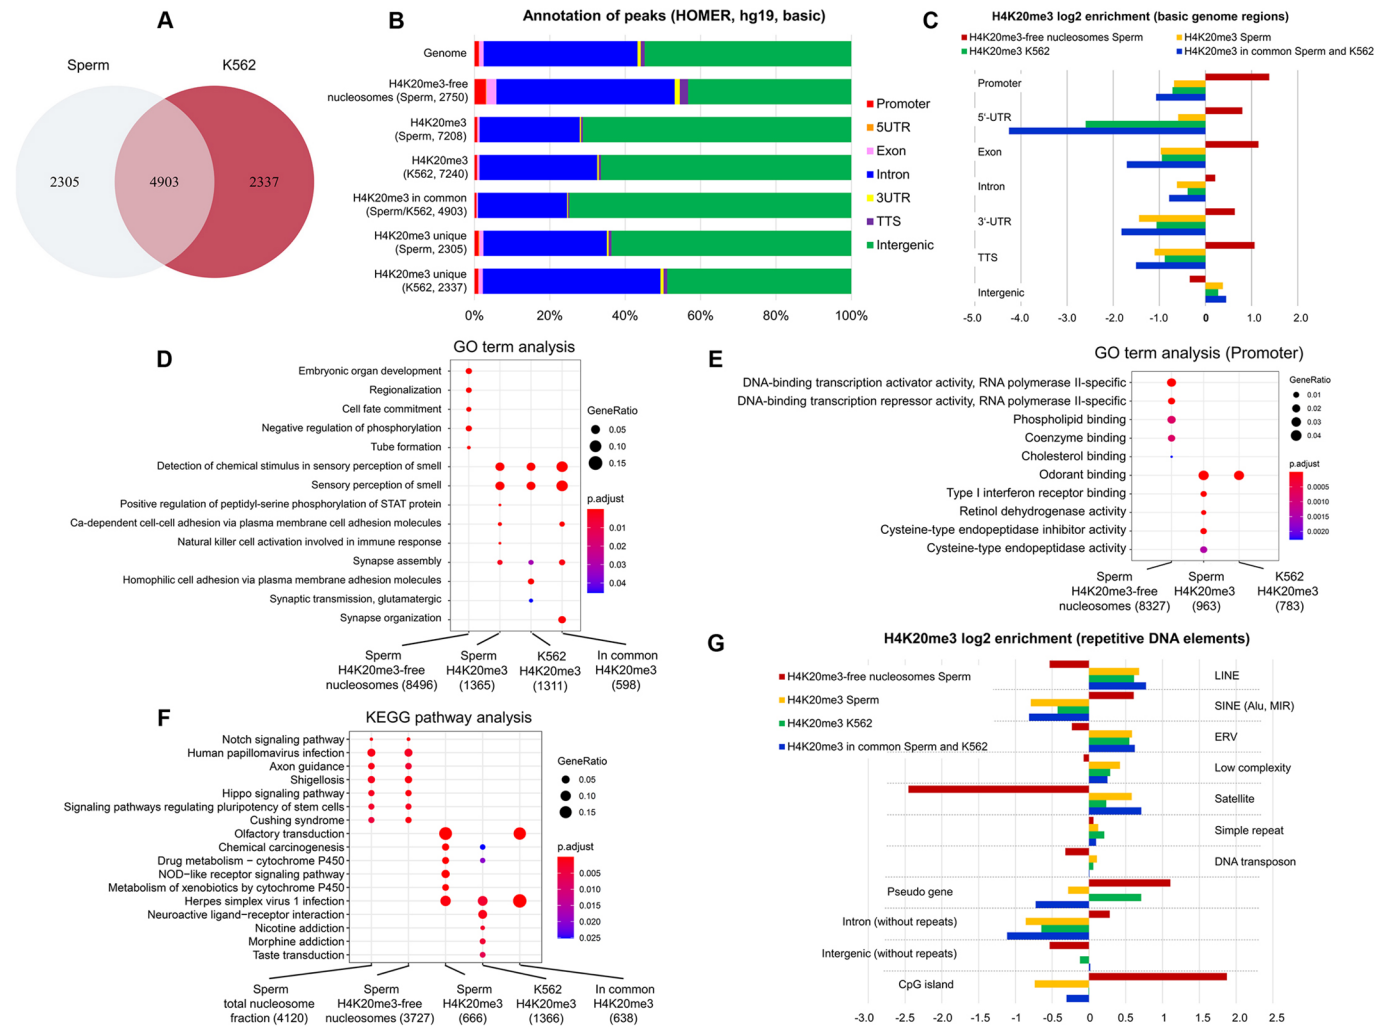 A
Sperm
K562
2305
4903
2337
B
Annotation of peaks (HOMER, hg19, basic)
0% 20% 40% 60% 80% 100%
Genome
H4K20me3-free
nucleosomes (Sperm, 2750)
H4K20me3
(Sperm, 7208)
H4K20me3
(K562, 7240)
H4K20me3 in common
(Sperm/K562, 4903)
H4K20me3 unique
(Sperm, 2305)
H4K20me3 unique
(K562, 2337)
0% 20% 40% 60% 80% 100%
Promoter
5UTR
Exon
Intron
3UTR
TTS
Intergenic
C
H4K20me3 log2 enrichment (basic genome regions)
H4K20me3-free nucleosomes Sperm
H4K20me3 Sperm
H4K20me3 K562
H4K20me3 in common Sperm and K562
Promoter
5'-UTR
Exon
Intron
3'-UTR
TTS
Intergenic
-5.0 -4.0 -3.0 -2.0 -1.0 0 1.0 2.0
D
GO term analysis
Embryonic organ development
Regionalization
Cell fate commitment
Negative regulation of phosphorylation
Tube formation
Detection of chemical stimulus in sensory perception of smell
Sensory perception of smell
Positive regulation of peptidyl-serine phosphorylation of STAT protein
Ca-dependent cell-cell adhesion via plasma membrane cell adhesion molecules
Natural killer cell activation involved in immune response
Synapse assembly
Homophilic cell adhesion via plasma membrane adhesion molecules
Synaptic transmission, glutamatergic
Synapse organization
GeneRatio
0.05
0.10
0.15
p.adjust
0.01
0.02
0.03
0.04
Sperm
H4K20me3-free
nucleosomes (8496)
Sperm
H4K20me3
(1365)
K562
H4K20me3
(1311)
In common
H4K20me3
(598)
E
GO term analysis (Promoter)
DNA-binding transcription activator activity, RNA polymerase II-specific
DNA-binding transcription repressor activity, RNA polymerase II-specific
Phospholipid binding
Coenzyme binding
Cholesterol binding
Odorant binding
Type I interferon receptor binding
Retinol dehydrogenase activity
Cysteine-type endopeptidase inhibitor activity
Cysteine-type endopeptidase activity
GeneRatio
0.01
0.02
0.03
0.04
p.adjust
0.0005
0.0010
0.0015
0.0020
Sperm
H4K20me3-free
nucleosomes (8327)
Sperm
H4K20me3
(963)
K562
H4K20me3
(783)
F
KEGG pathway analysis
Notch signaling pathway
Human papillomavirus infection
Axon guidance
Shigellosis
Hippo signaling pathway
Signaling pathways regulating pluripotency of stem cells
Cushing syndrome
Olfactory transduction
Chemical carcinogenesis
Drug metabolism − cytochrome P450
NOD−like receptor signaling pathway
Metabolism of xenobiotics by cytochrome P450
Herpes simplex virus 1 infection
Neuroactive ligand−receptor interaction
Nicotine addiction
Morphine addiction
Taste transduction
GeneRatio
0.05
0.10
0.15
p.adjust
0.005
0.010
0.015
0.020
0.025
Sperm
total nucleosome
fraction (4120)
Sperm
H4K20me3-free
nucleosomes (3727)
Sperm
H4K20me3
(666)
K562
H4K20me3
(1366)
In common
H4K20me3
(638)
G
H4K20me3 log2 enrichment (repetitive DNA elements)
H4K20me3-free nucleosomes Sperm
H4K20me3 Sperm
H4K20me3 K562
H4K20me3 in common Sperm and K562
LINE
SINE (Alu, MIR)
ERV
Low complexity
Satellite
Simple repeat
DNA transposon
Pseudo gene
Intron (without repeats)
Intergenic (without repeats)
CpG island
-3.0 -2.5 -2.0 -1.5 -1 -0.5 0 0.5 1 1.5 2 2.5